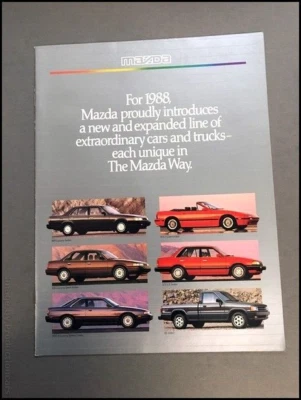 mazda
For 1988,
Mazda proudly introduces
a new and expanded line of
extraordinary cars and trucks–
each unique in
The Mazda Way.